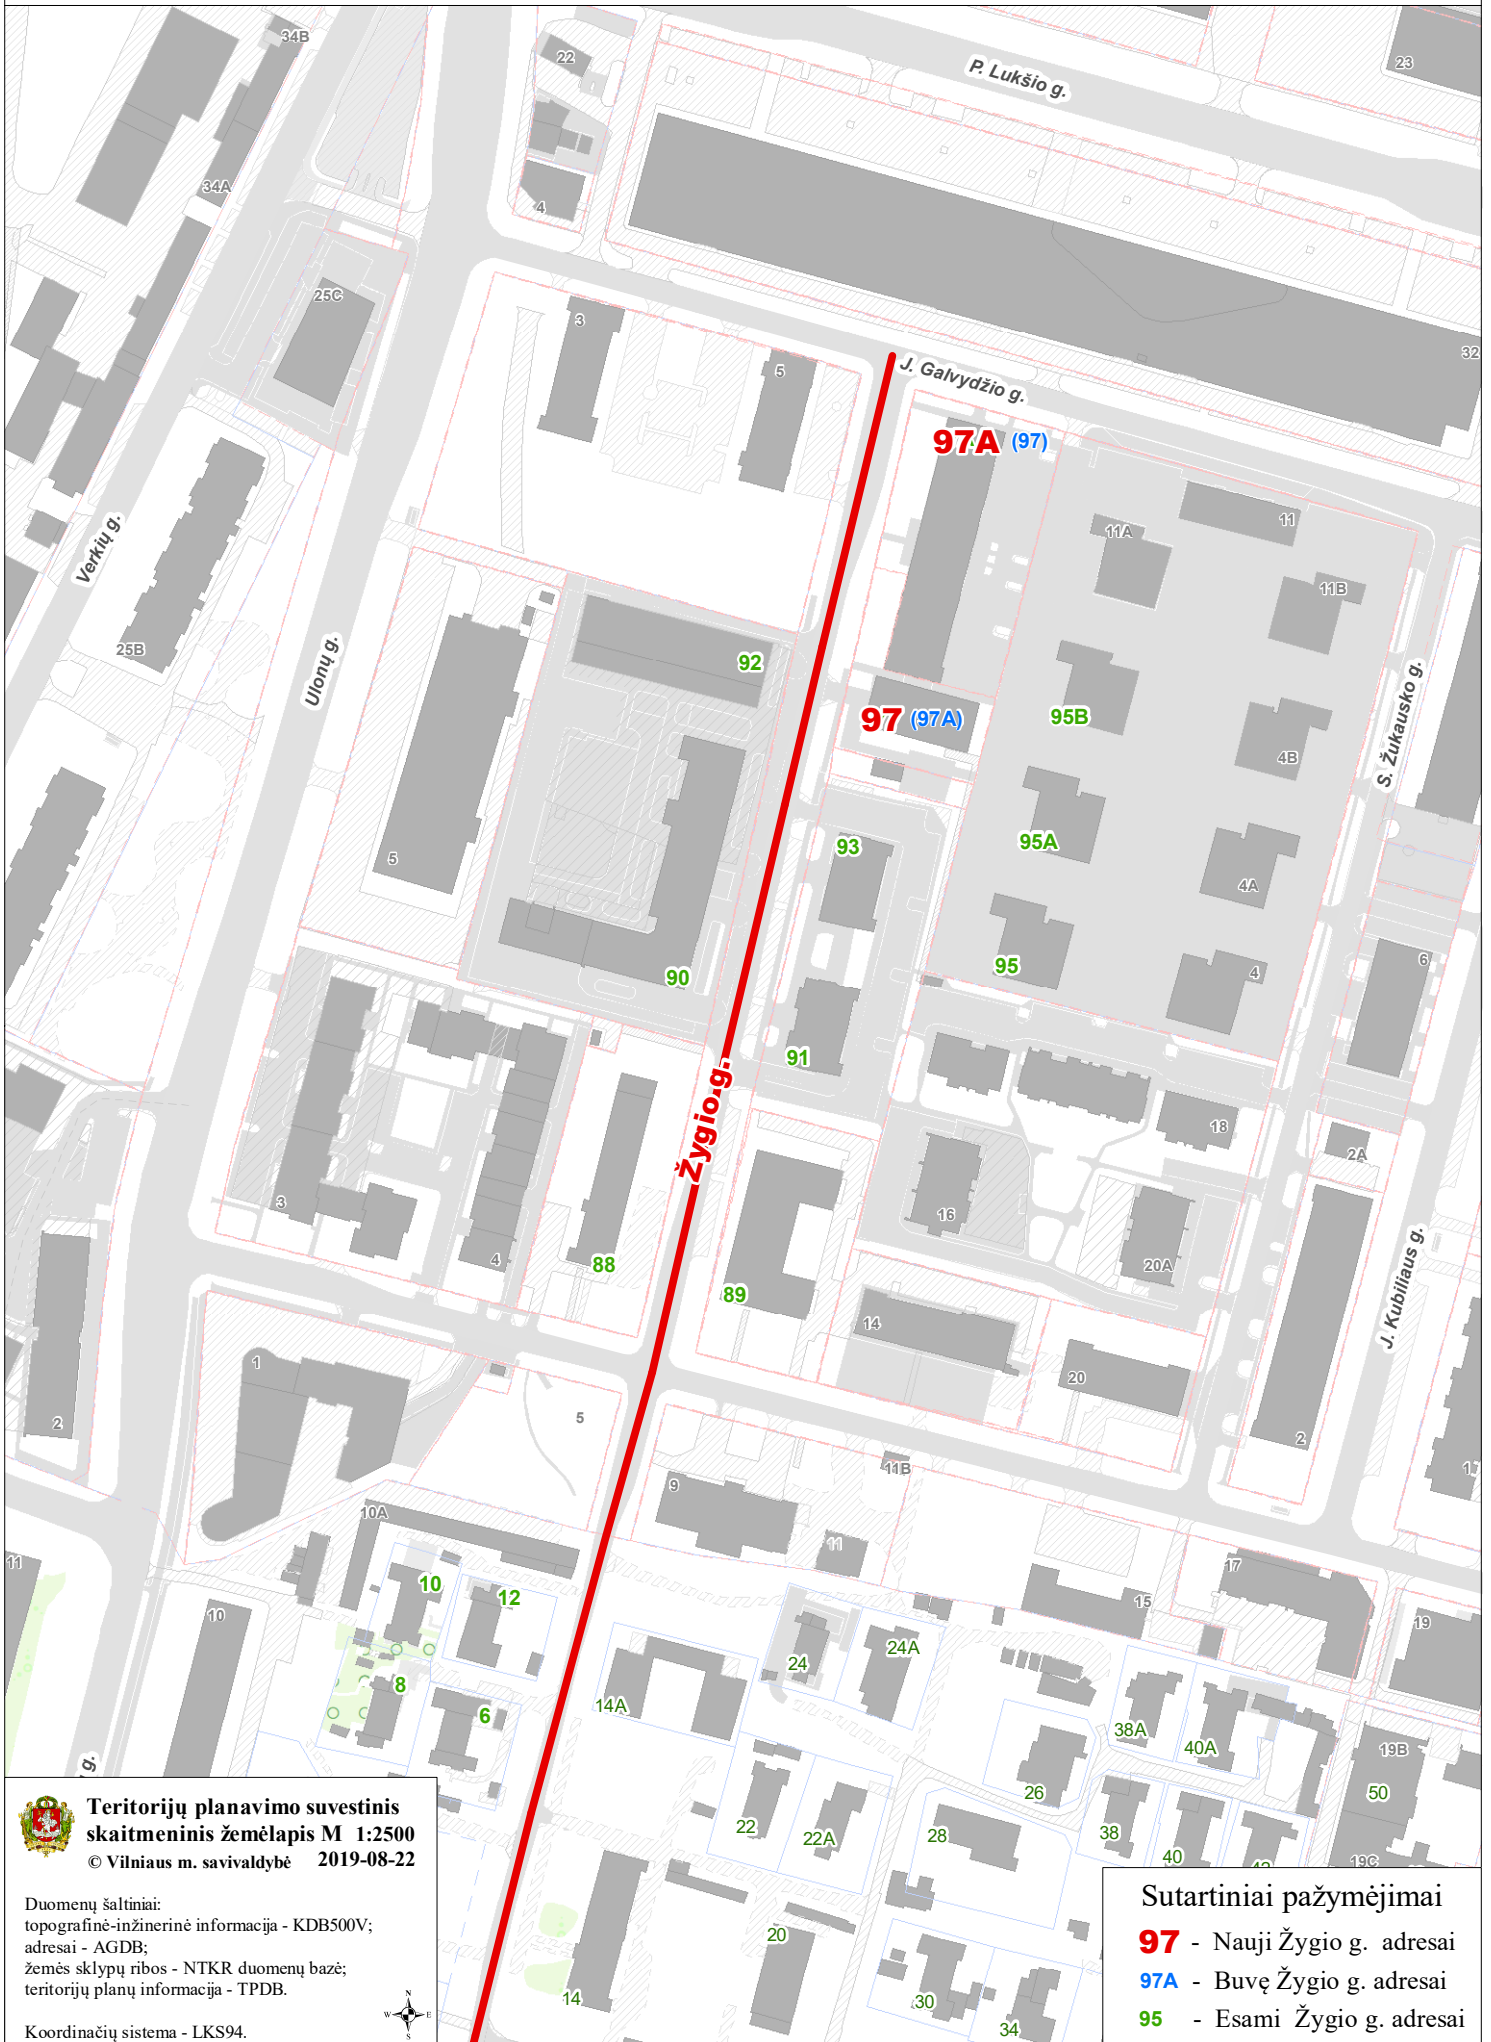 34B
22
P. Lukšio g.
23
34A
4
25C
3
5
32
J. Galvydžio g.
97A (97)
11
11A
11B
Verkių g.
25B
Ulonų g.
92
97 (97A)
95B
S. Žukausko g.
4B
5
93
95A
4A
90
95
4
6
91
Žygio g.
18
2A
3
16
4
88
20A
89
J. Kubiliaus g.
14
1
20
2
5
2
9
11B
10A
11
11
17
10
12
15
10
19
24
24A
8
14A
6
38A
40A
19B
g.
26
50
22
22A
28
38
40
19C
20
14
30
34
Teritorijų planavimo suvestinis
skaitmeninis žemėlapis M 1:2500
© Vilniaus m. savivaldybė 2019-08-22
Duomenų šaltiniai:
topografinė-inžinerinė informacija - KDB500V;
adresai - AGDB;
žemės sklypų ribos - NTKR duomenų bazė;
teritorijų planų informacija - TPDB.
Koordinačių sistema - LKS94.
N
W E
S
Sutartiniai pažymėjimai
97 - Nauji Žygio g. adresai
97A - Buvę Žygio g. adresai
95 - Esami Žygio g. adresai